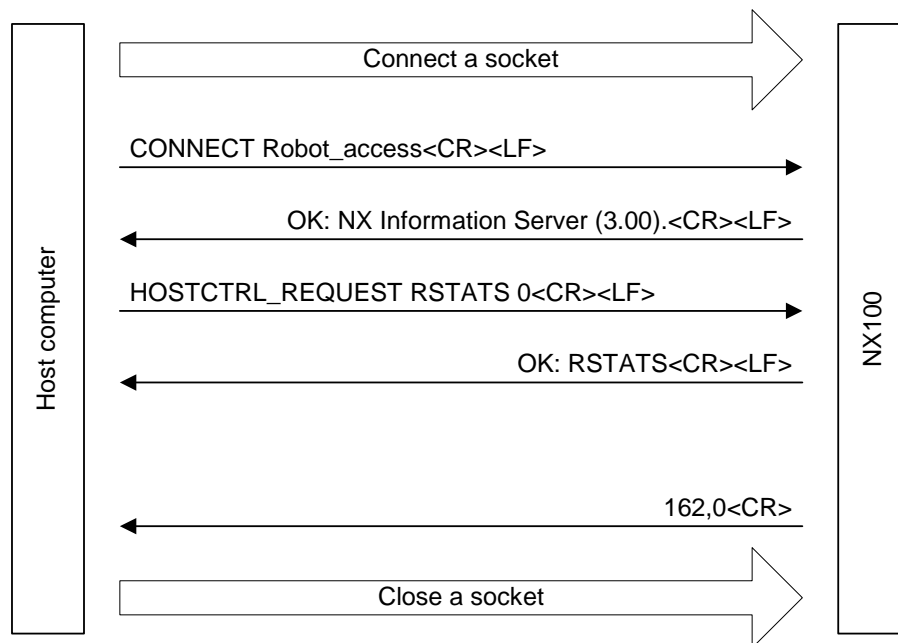 Connect a socket
CONNECT Robot_access<CR><LF>
OK: NX Information Server (3.00).<CR><LF>
Host computer
HOSTCTRL_REQUEST RSTATS 0<CR><LF>
NX100
OK: RSTATS<CR><LF>
162,0<CR>
Close a socket